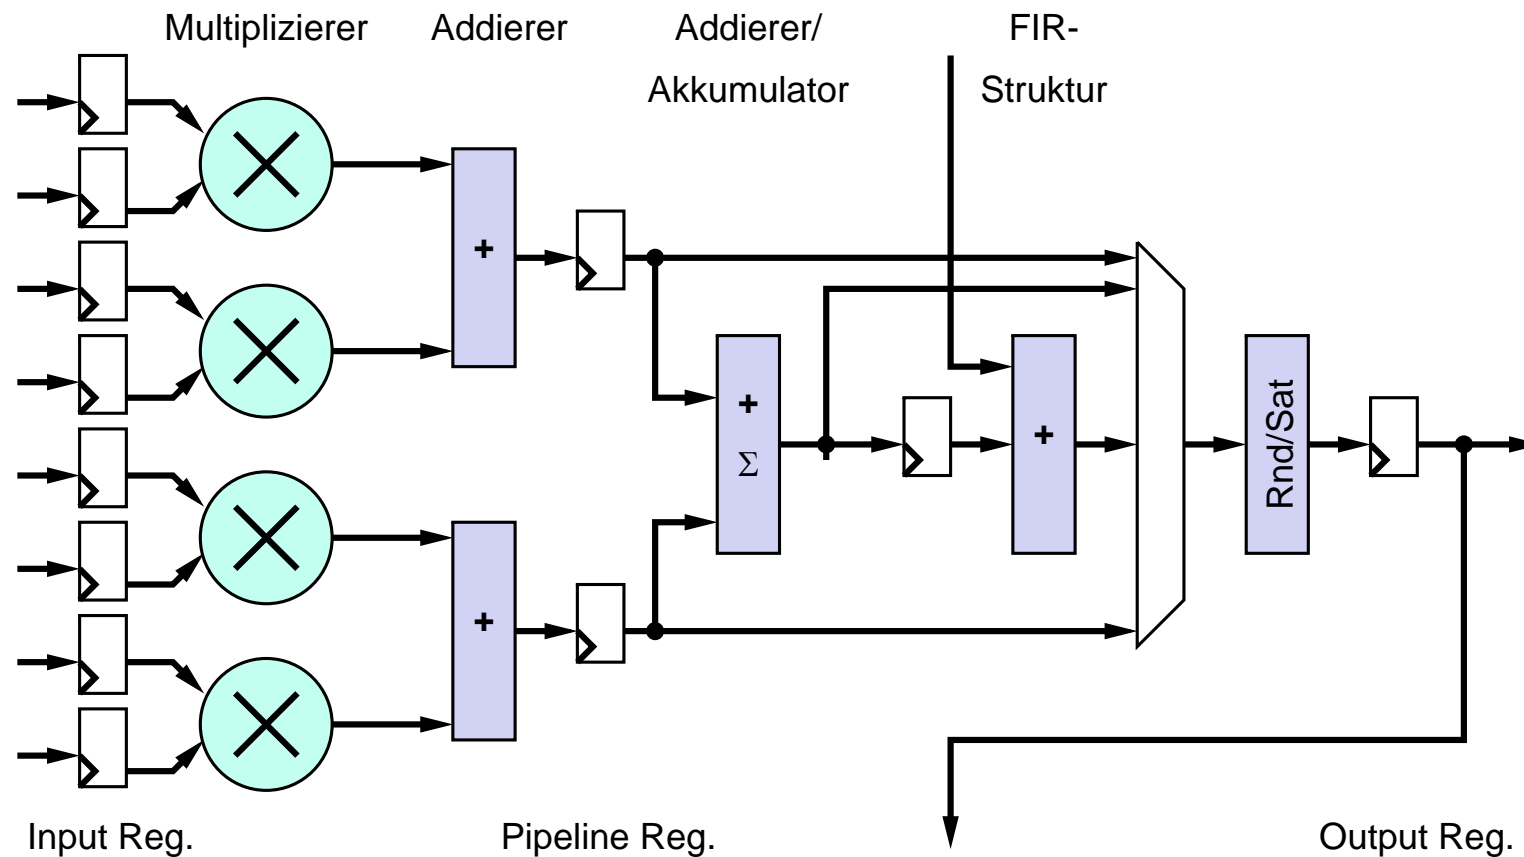 Multiplizierer
Addierer
Addierer/
Akkumulator
FIR-
Struktur
+
+
Σ
+
Rnd/Sat
+
Input Reg.
Pipeline Reg.
Output Reg.